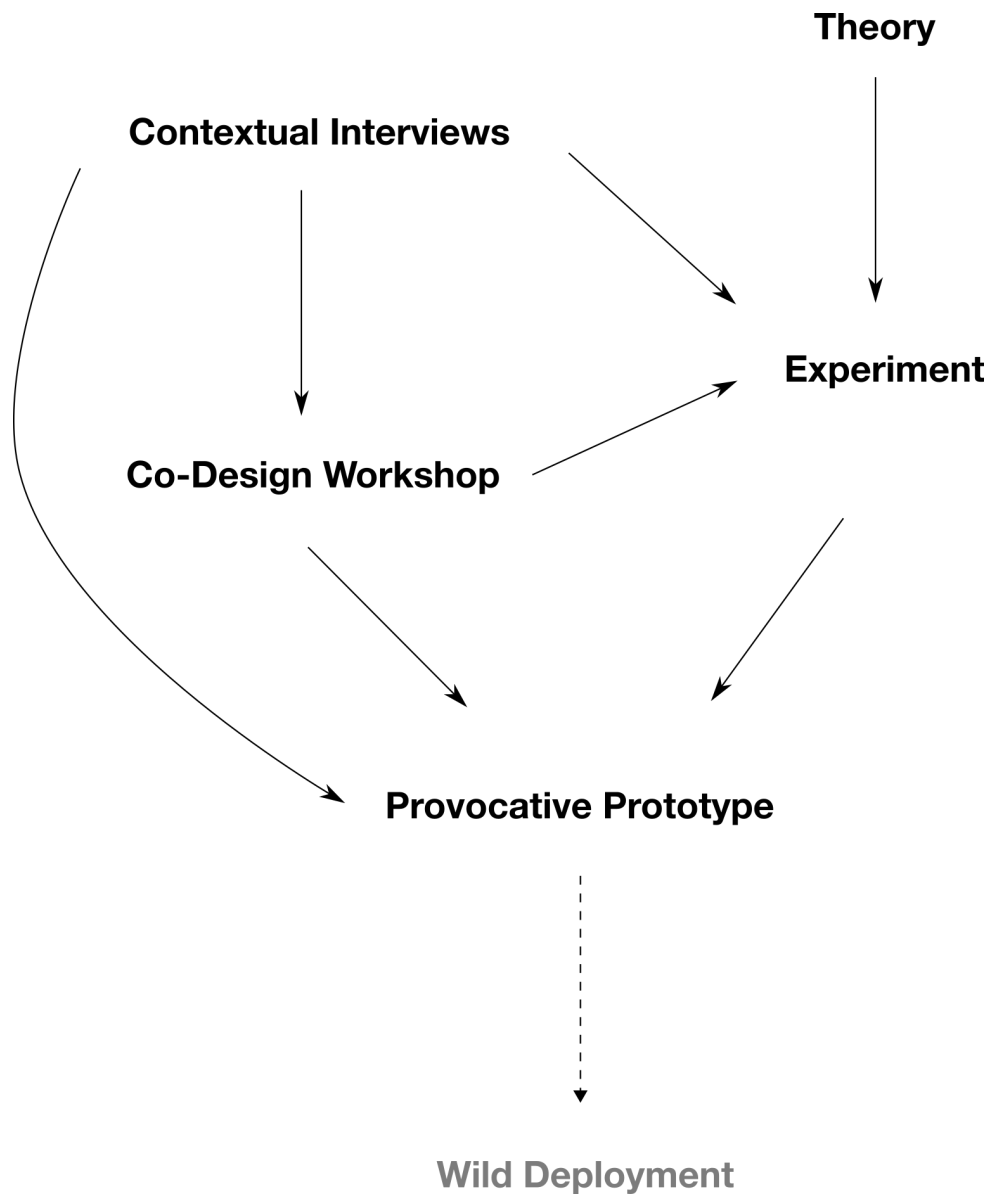 Theory
Contextual Interviews
Experiment
Co-Design Workshop
Provocative Prototype
Wild Deployment